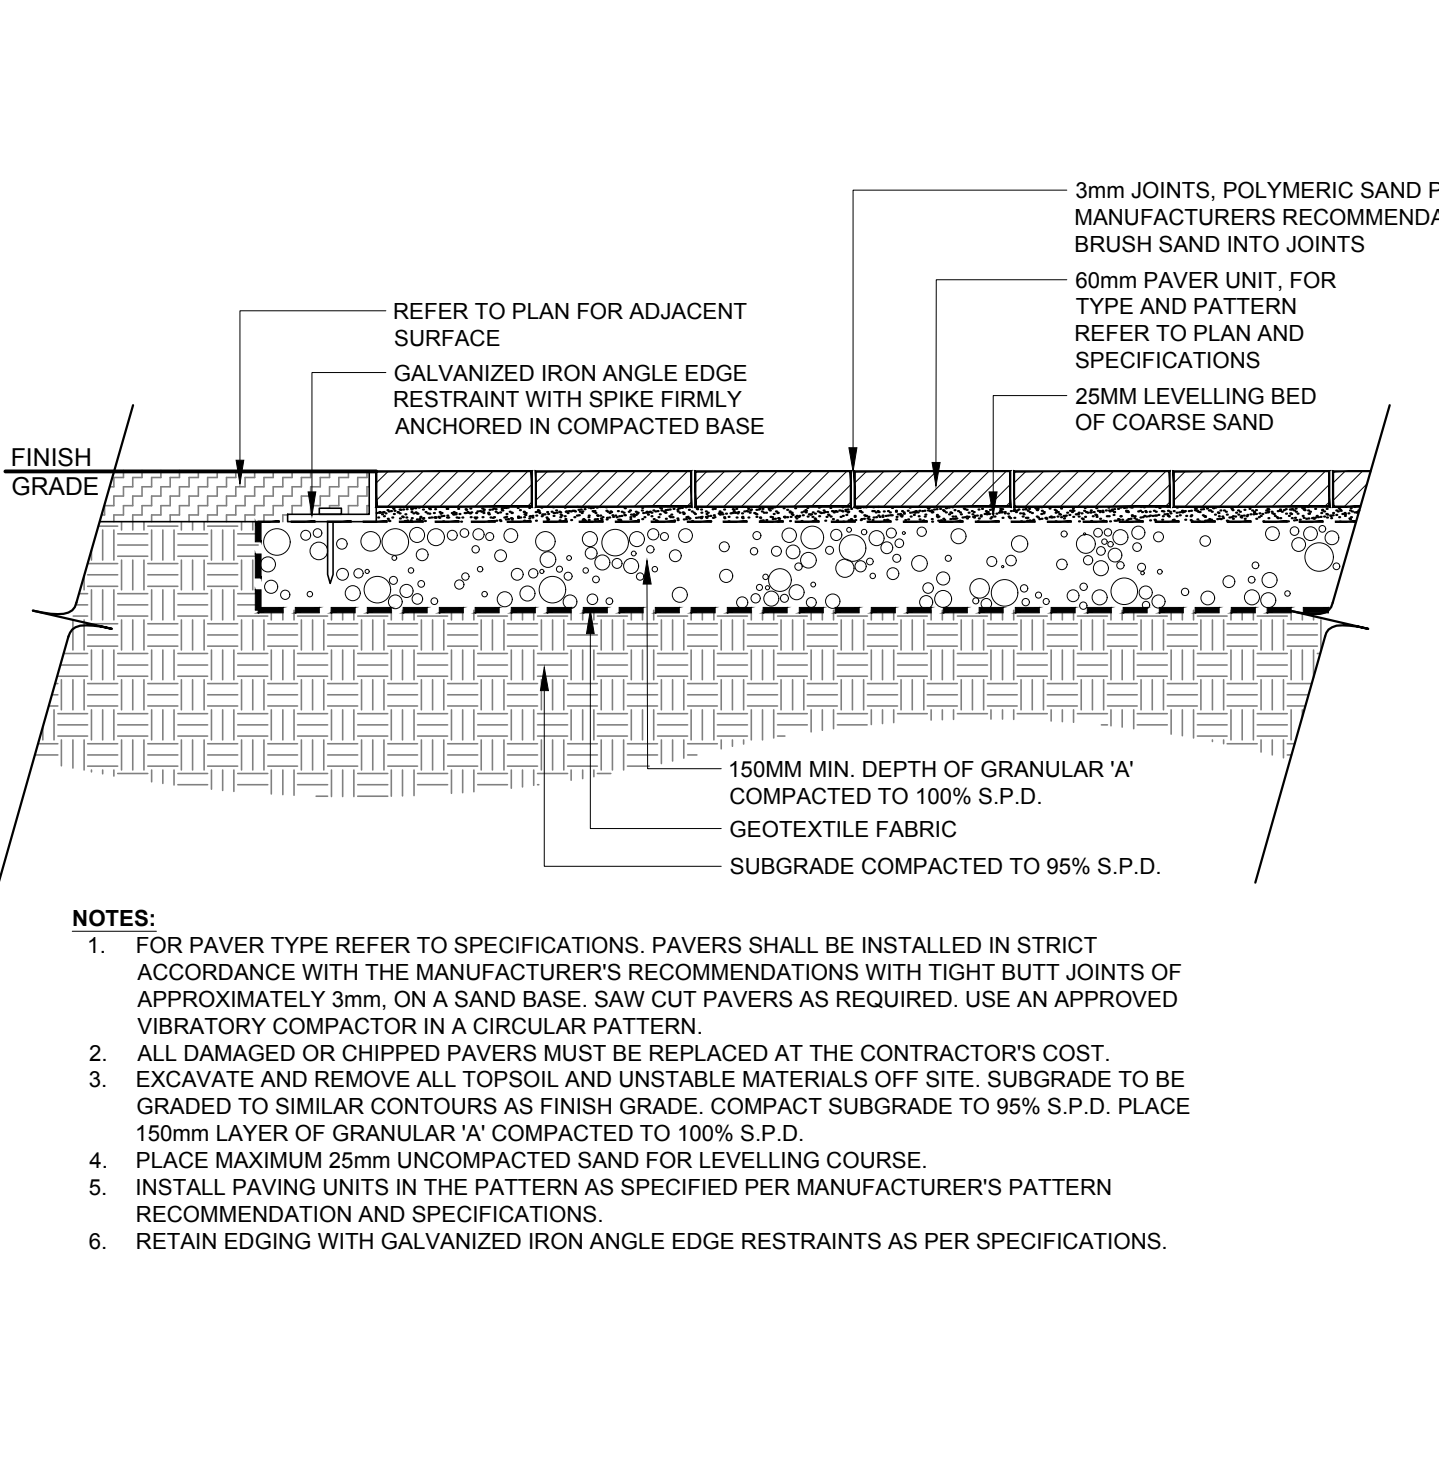 3mm JOINTS, POLYMERIC SAND
MANUFACTURERS
BRUSH SAND INTO JOINTS
60mm PAVER UNIT, FOR
TYPE AND PATTERN
REFER TO PLAN AND
SPECIFICATIONS
25MM LEVELLING BED
OF COARSE SAND
REFER TO PLAN FOR ADJACENT
SURFACE
GALVANIZED IRON ANGLE EDGE
RESTRAINT WITH SPIKE FIRMLY
ANCHORED IN COMPACTED BASE
FINISH
GRADE
150MM MIN. DEPTH OF GRANULAR 'A'
COMPACTED TO 100% S.P.D.
GEOTEXTILE FABRIC
SUBGRADE COMPACTED TO 95% S.P.D.
NOTES:
1. FOR PAVER TYPE REFER TO SPECIFICATIONS. PAVERS SHALL BE INSTALLED IN STRICT
ACCORDANCE WITH THE MANUFACTURER'S RECOMMENDATIONS WITH TIGHT BUTT JOINTS OF
APPROXIMATELY 3mm, ON A SAND BASE. SAW CUT PAVERS AS REQUIRED. USE AN APPROVED
VIBRATORY COMPACTOR IN A CIRCULAR PATTERN.
2. ALL DAMAGED OR CHIPPED PAVERS MUST BE REPLACED AT THE CONTRACTOR'S COST.
3. EXCAVATE AND REMOVE ALL TOPSOIL AND UNSTABLE MATERIALS OFF SITE. SUBGRADE TO BE
GRADED TO SIMILAR CONTOURS AS FINISH GRADE. COMPACT SUBGRADE TO 95% S.P.D. PLACE
150mm LAYER OF GRANULAR 'A' COMPACTED TO 100% S.P.D.
4. PLACE MAXIMUM 25mm UNCOMPACTED SAND FOR LEVELLING COURSE.
5. INSTALL PAVING UNITS IN THE PATTERN AS SPECIFIED PER MANUFACTURER'S PATTERN
RECOMMENDATION AND SPECIFICATIONS.
6. RETAIN EDGING WITH GALVANIZED IRON ANGLE EDGE RESTRAINTS AS PER SPECIFICATIONS.